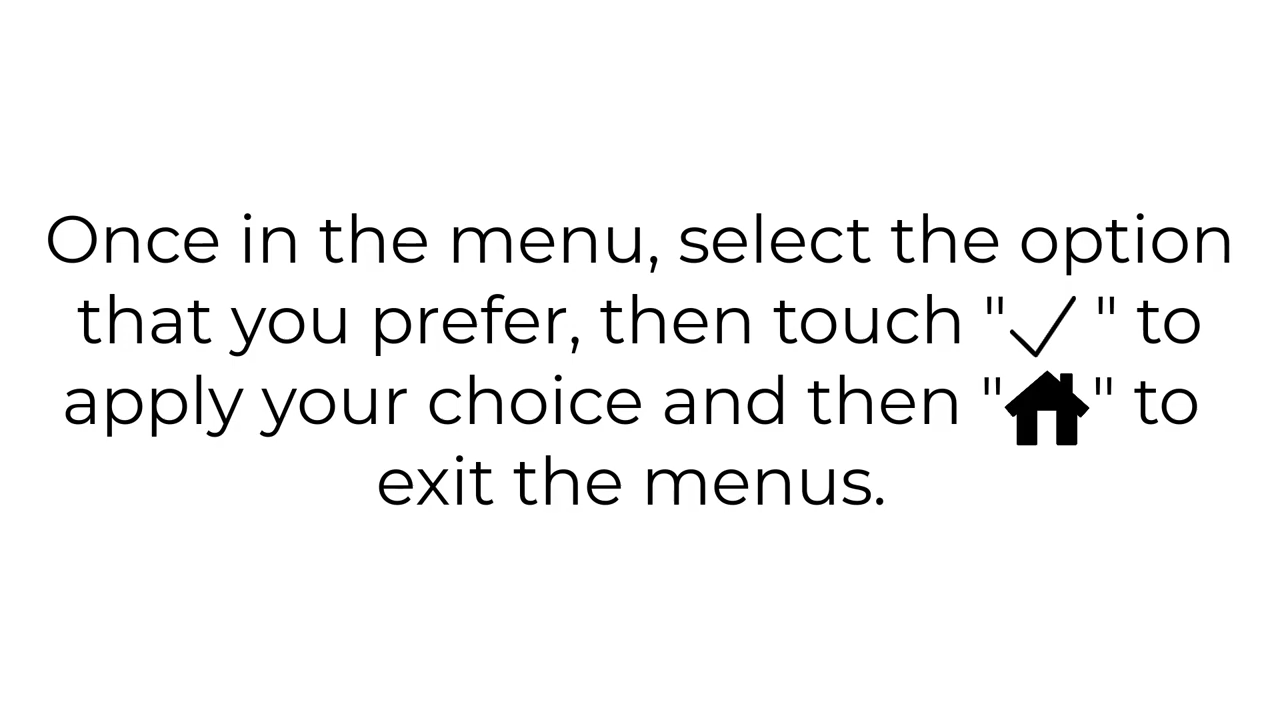 Once in the menu, select the option
that you prefer, then touch "✓" to
apply your choice and then "🏠" to
exit the menus.